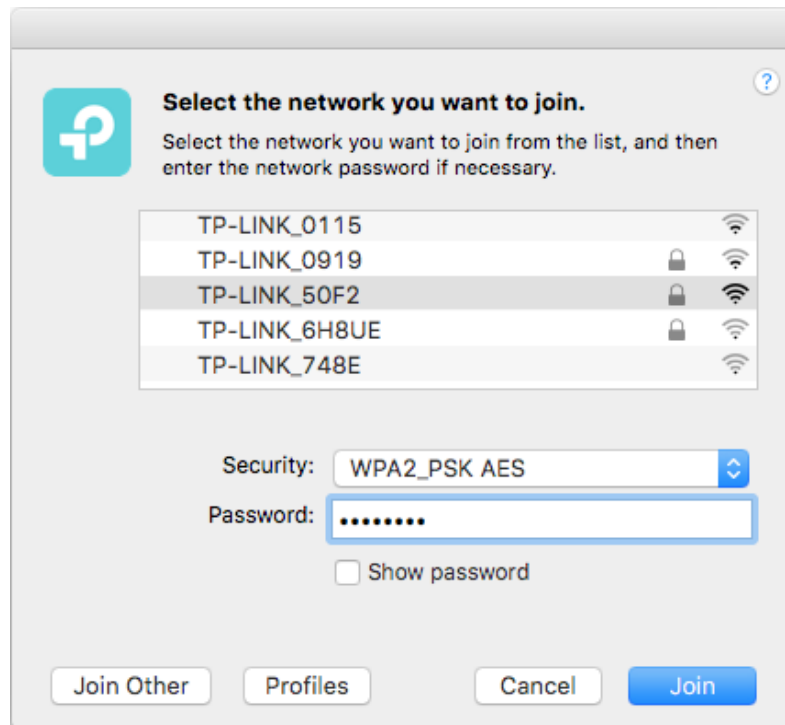 ?
Select the network you want to join.
Select the network you want to join from the list, and then
enter the network password if necessary.
TP-LINK_0115
TP-LINK_0919
TP-LINK_50F2
TP-LINK_6H8UE
TP-LINK_748E
Security: WPA2_PSK AES
Password: ••••••••
Show password
Join Other Profiles Cancel Join